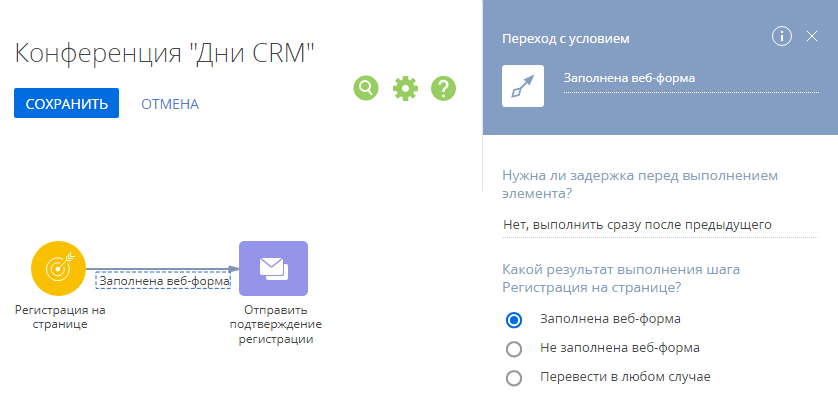 Конференция "Дни CRM"
СОХРАНИТЬ
ОТМЕНА
Регистрация на
странице
Заполнена веб-форма
Отправить
подтверждение
регистрации
Переход с условием
Заполнена веб-форма
Нужна ли задержка перед выполнением
элемента?
Нет, выполнить сразу после предыдущего
Какой результат выполнения шага
Регистрация на странице?
Заполнена веб-форма
Не заполнена веб-форма
Перевести в любом случае